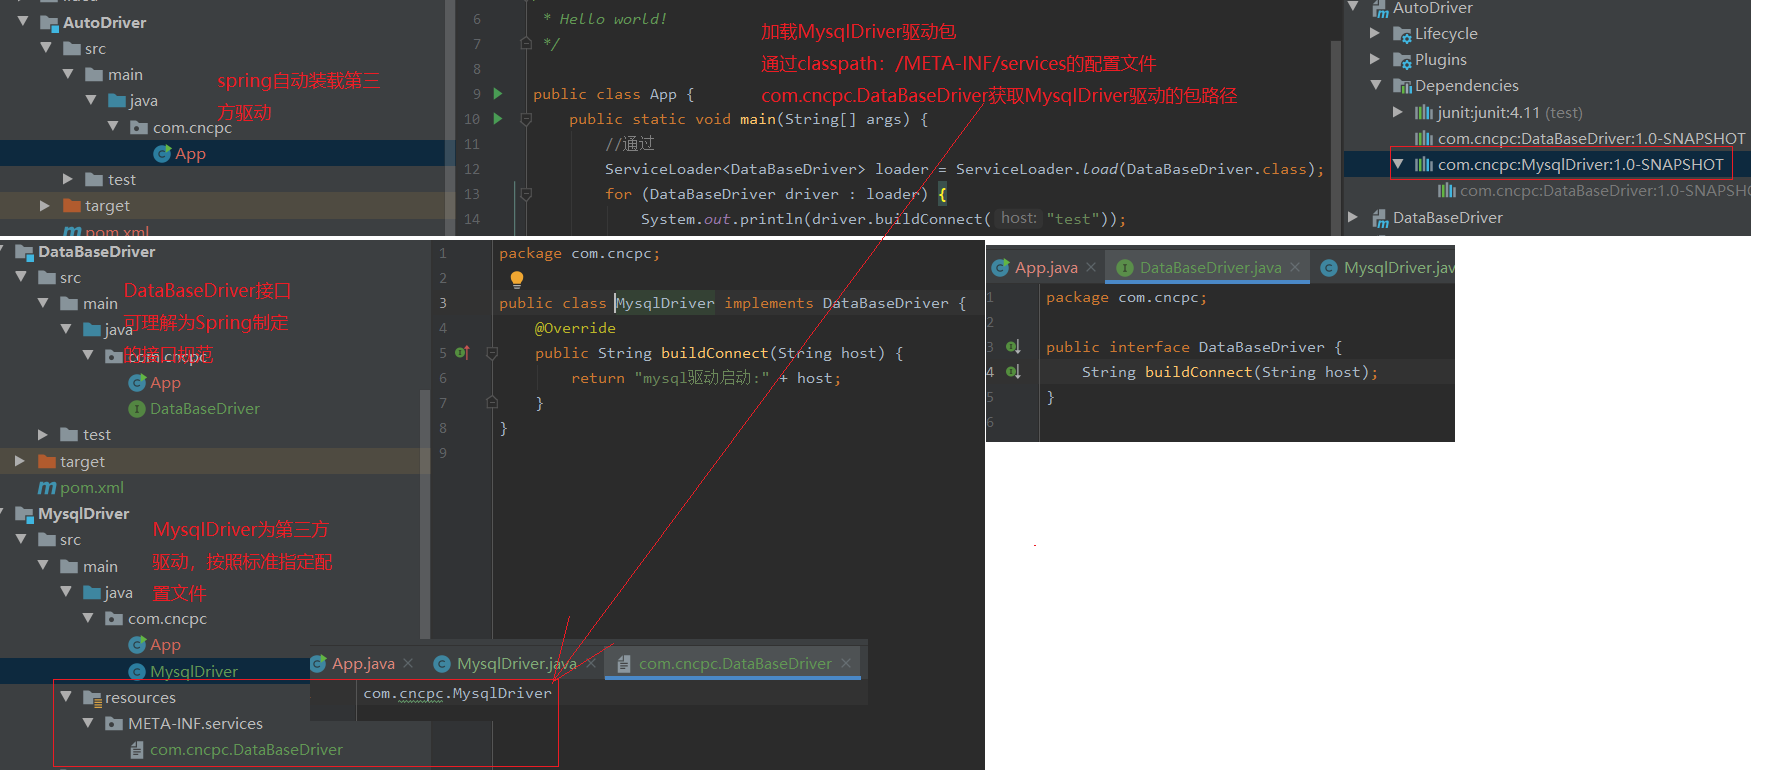 AutoDriver
src
main
java
com.cncpc
App
test
target
pom.xml
spring自动装载第三
方驱动
6 * Hello world!
7 */
8
9 public class App {
10 public static void main(String[] args) {
11 //通过
12 ServiceLoader<DataBaseDriver> loader = ServiceLoader.load(DataBaseDriver.class);
13 for (DataBaseDriver driver : loader) {
14 System.out.println(driver.buildConnect( host: "test"));
加载MysqlDriver驱动包
通过classpath：/META-INF/services的配置文件
com.cncpc.DataBaseDriver获取MysqlDriver驱动的包路径
AutoDriver
Lifecycle
Plugins
Dependencies
junit:junit:4.11 (test)
com.cncpc:DataBaseDriver:1.0-SNAPSHOT
com.cncpc:MysqlDriver:1.0-SNAPSHOT
com.cncpc:DataBaseDriver:1.0-SNAPSHO
DataBaseDriver
DataBaseDriver
src
main
java
com.cncpc
App
DataBaseDriver
test
target
pom.xml
DataBaseDriver接口
可理解为Spring制定
的接口规范
MysqlDriver
src
main
java
com.cncpc
App
MysqlDriver
resources
META-INF.services
com.cncpc.DataBaseDriver
MysqlDriver为第三方
驱动，按照标准指定配
置文件
1 package com.cncpc;
2
3 public class MysqlDriver implements DataBaseDriver {
4 @Override
5 public String buildConnect(String host) {
6 return "mysql驱动启动:" + host;
7 }
8 }
9
App.java MysqlDriver.java com.cncpc.DataBaseDriver
com.cncpc.MysqlDriver
App.java DataBaseDriver.java MysqlDriver.jav
1 package com.cncpc;
2
3 public interface DataBaseDriver {
4 String buildConnect(String host);
5 }
6